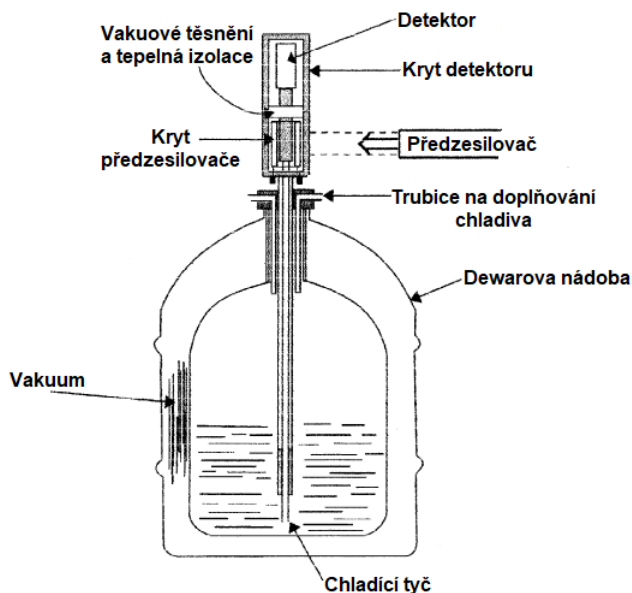 Detektor
Vakuové těsnění
a tepelná izolace
Kryt detektoru
Kryt
předzesilovače
Předzesilovač
Trubice na doplňování
chladiva
Dewarova nádoba
Vakuum
Chladící tyč